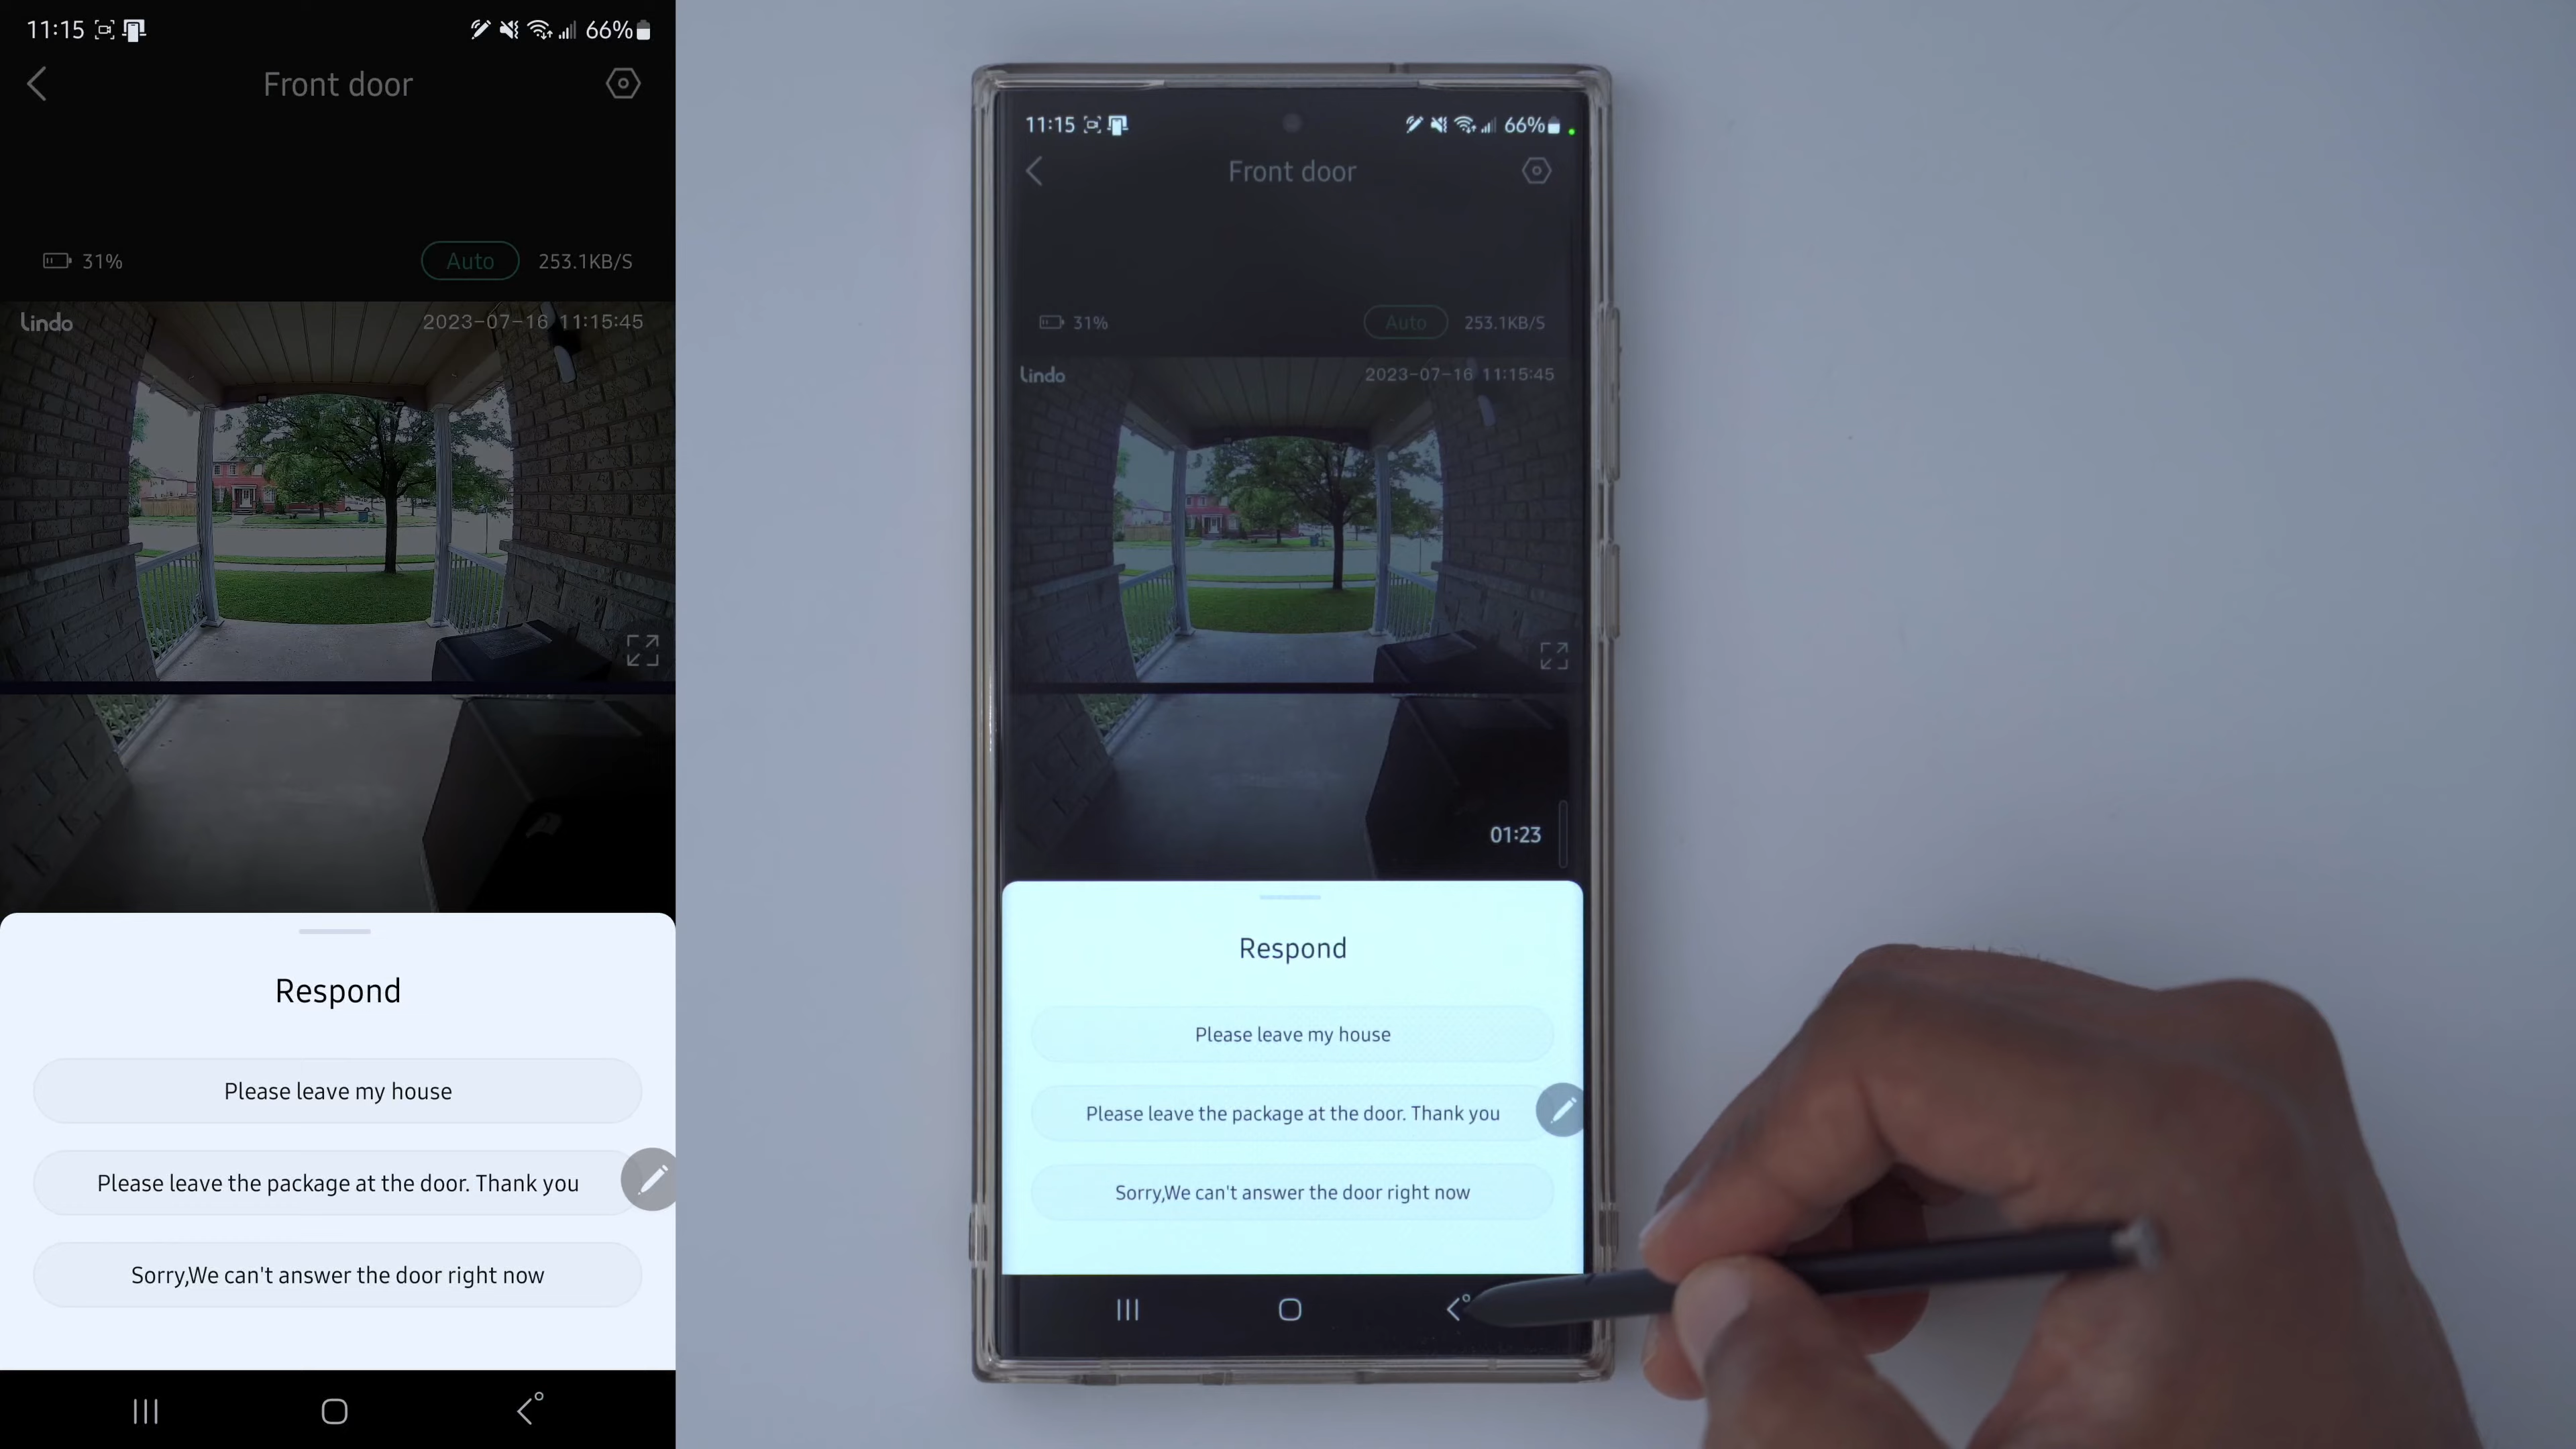 11:15
66%
Front door
31%
Auto
253.1KB/S
Lindo
2023-07-16 11:15:45
Respond
Please leave my house
Please leave the package at the door. Thank you
Sorry,We can't answer the door right now
11:15
66%
Front door
31%
Auto
253.1KB/S
Lindo
2023-07-16 11:15:45
01:23
Respond
Please leave my house
Please leave the package at the door. Thank you
Sorry,We can't answer the door right now